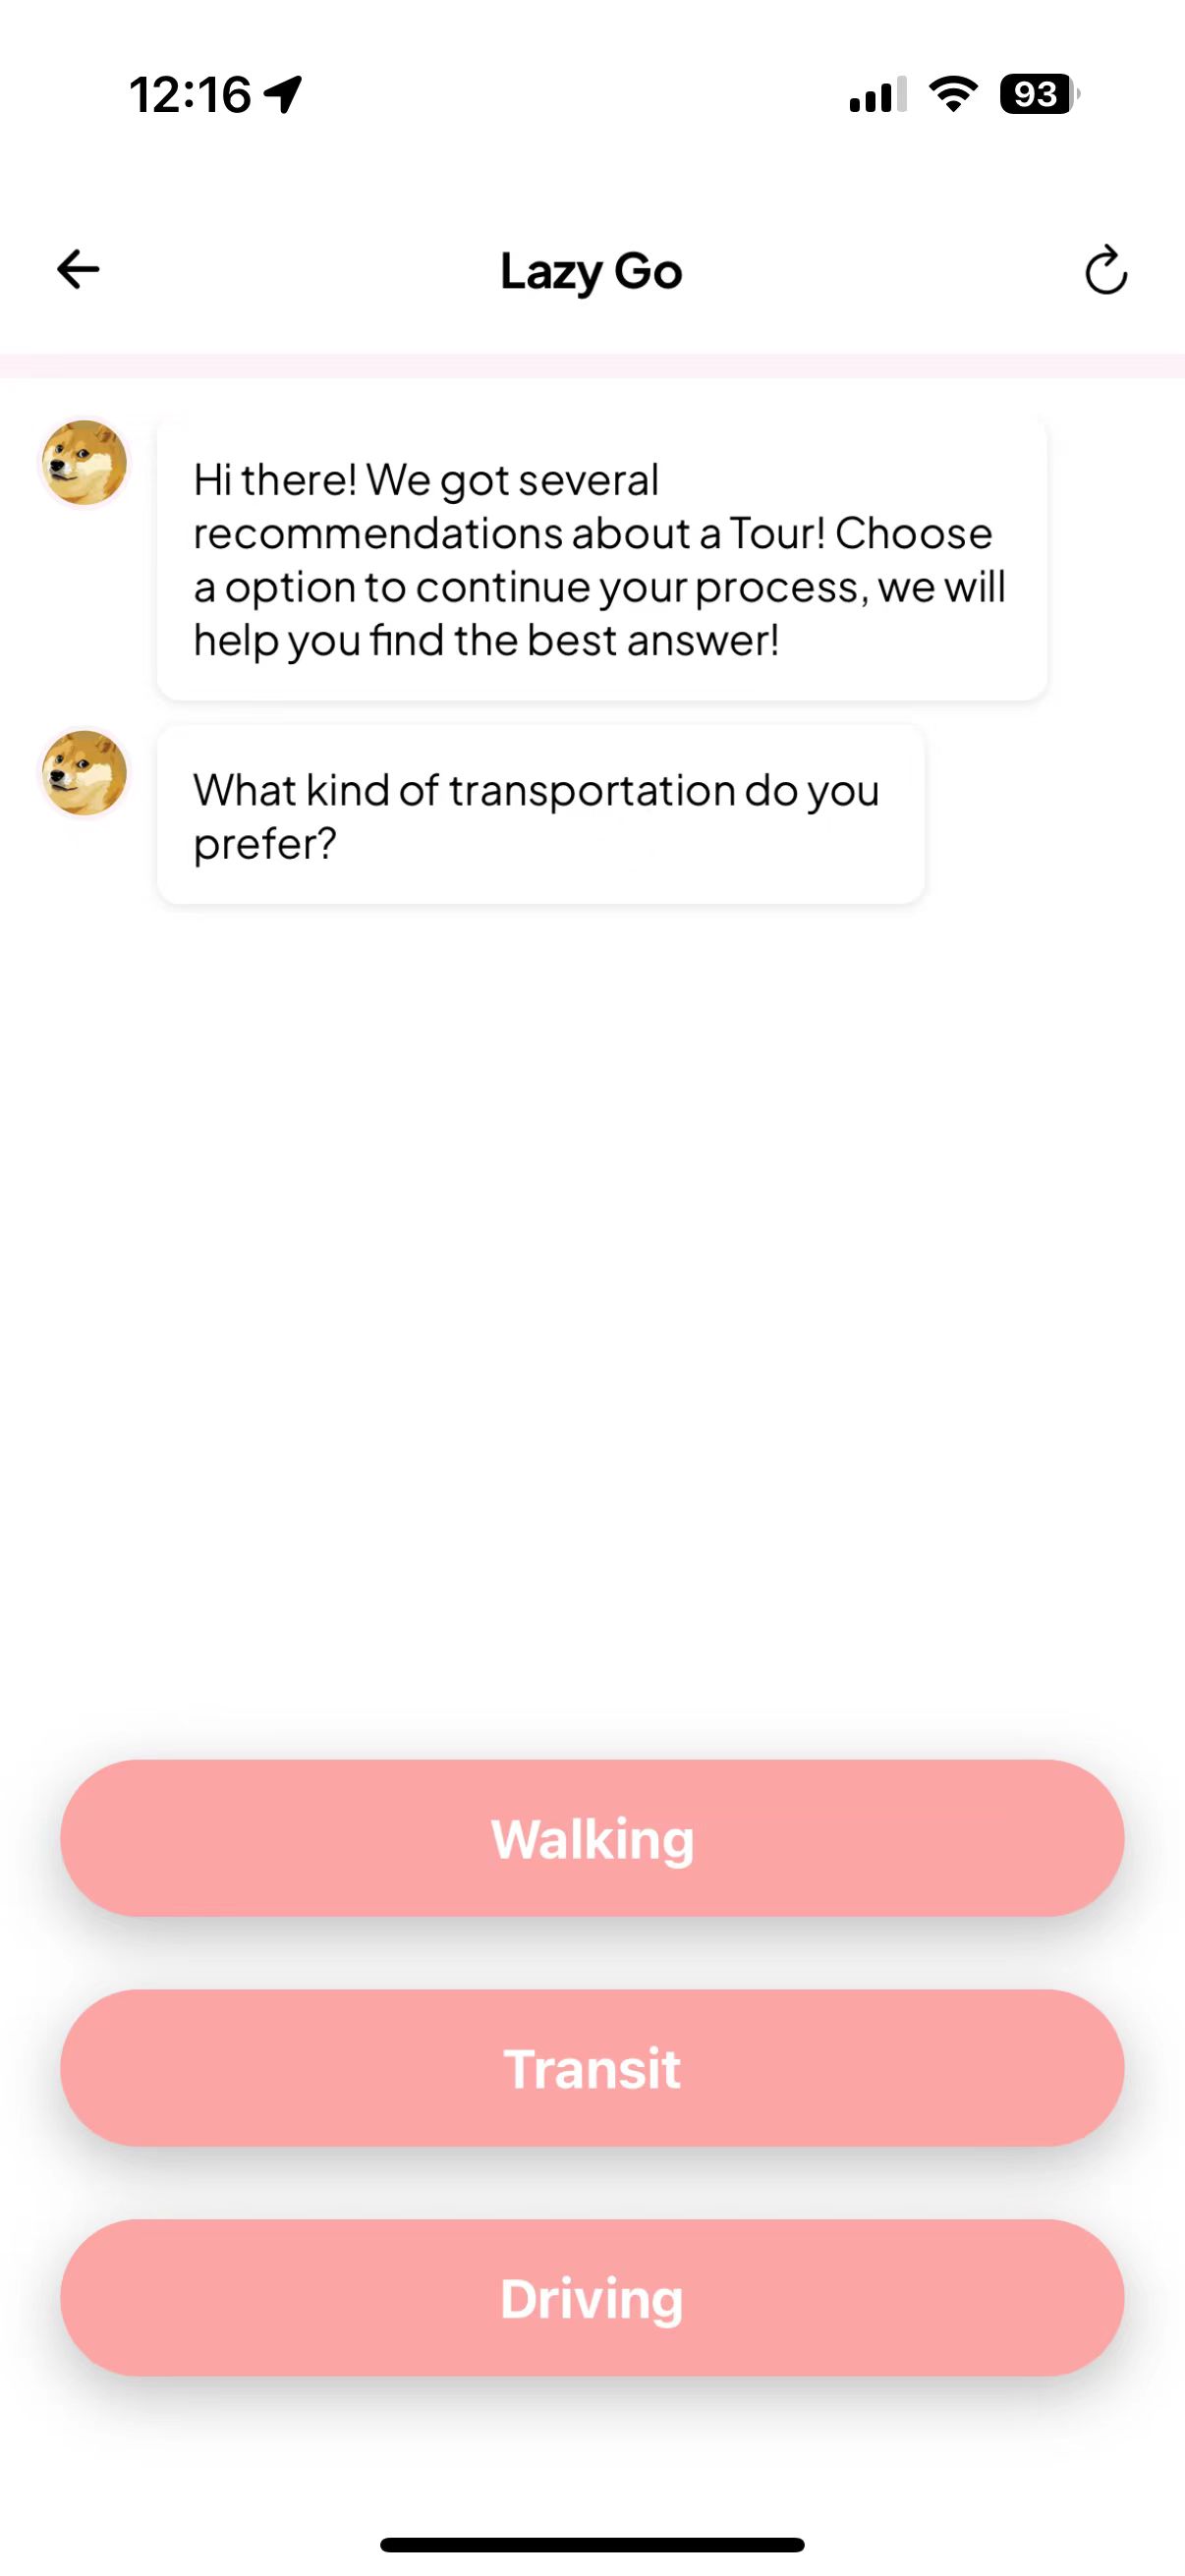 12:16
93
Lazy Go
Hi there! We got several
recommendations about a Tour! Choose
a option to continue your process, we will
help you find the best answer!
What kind of transportation do you
prefer?
Walking
Transit
Driving